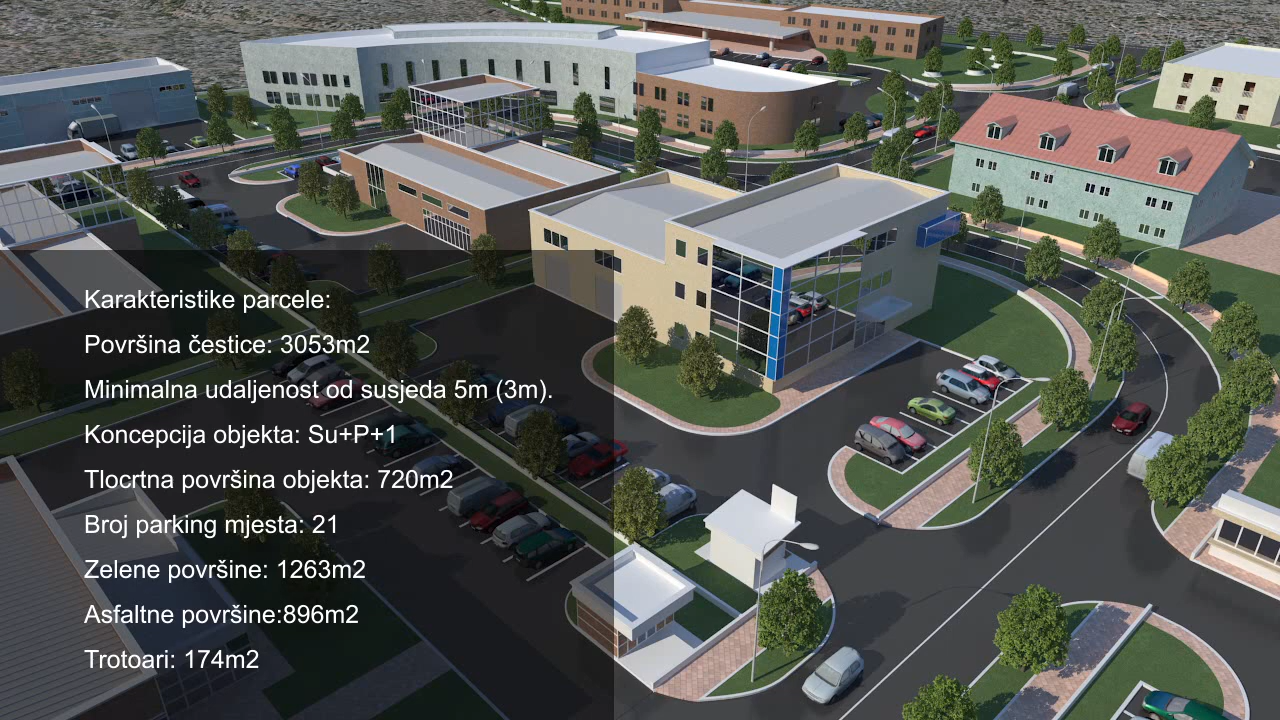 Karakteristike parcele:
Površina čestice: 3053m2
Minimalna udaljenost od susjeda 5m (3m).
Koncepcija objekta: Su+P+1
Tlocrtna površina objekta: 720m2
Broj parking mjesta: 21
Zelene površine: 1263m2
Asfaltne površine:896m2
Trotoari: 174m2